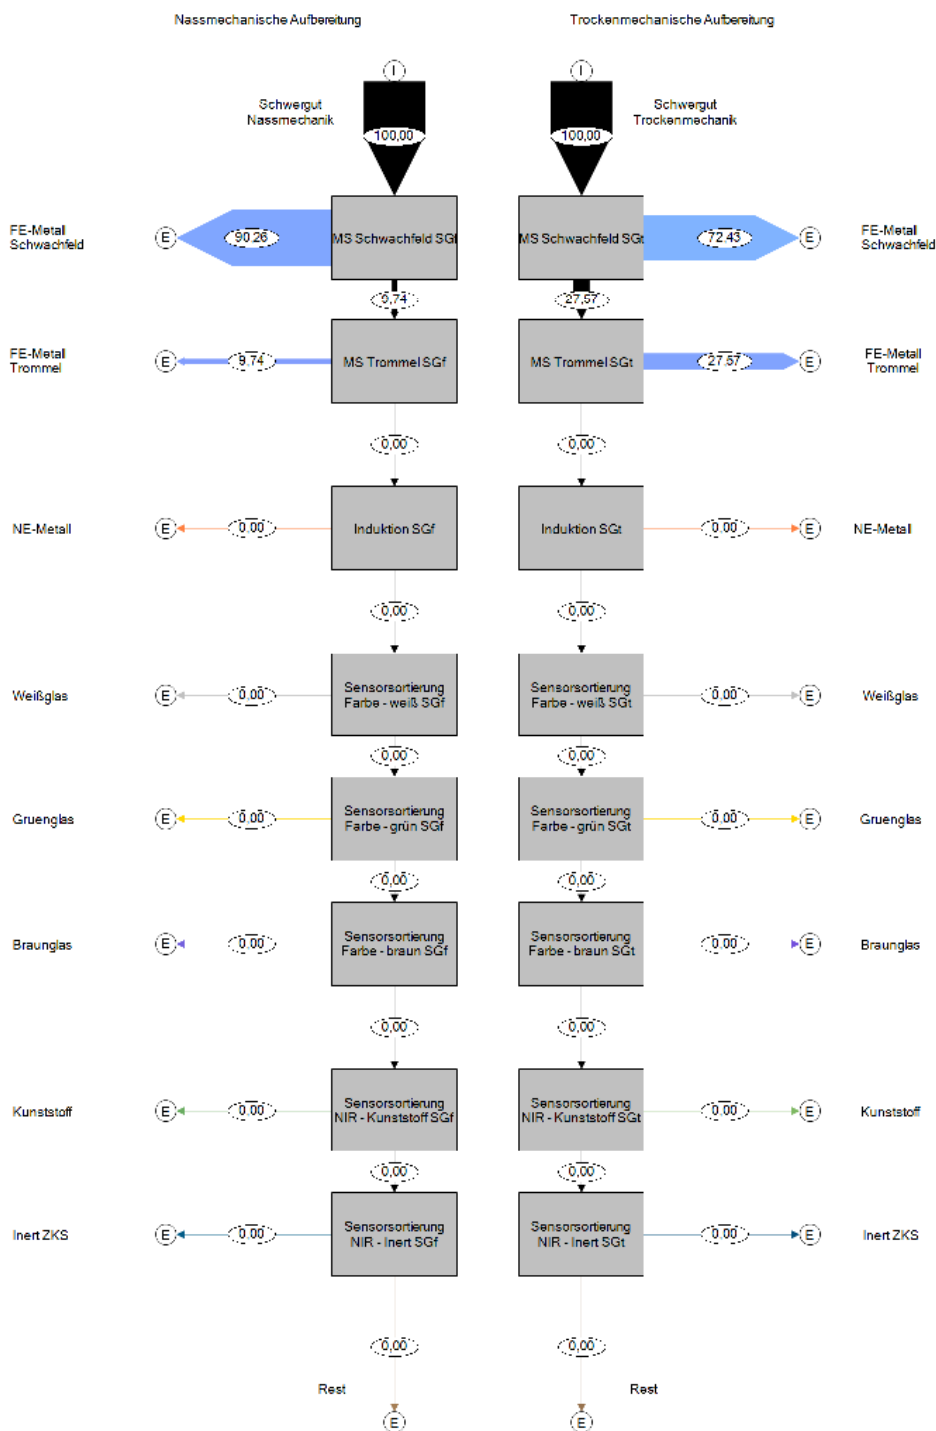 Nassmechanische Aufbereitung
Trockenmechanische Aufbereitung
I
I
Schwergut
Nassmechanik
Schwergut
Trockenmechanik
100,00
100,00
FE-Metall
Schwachfeld
E
90,26
MS Schwachfeld SGf
MS Schwachfeld SGt
72,43
E
FE-Metall
Schwachfeld
9,74
27,57
FE-Metall
Trommel
E
9,74
MS Trommel SGf
MS Trommel SGt
27,57
E
FE-Metall
Trommel
0,00
0,00
NE-Metall
E
0,00
Induktion SGf
Induktion SGt
0,00
E
NE-Metall
0,00
0,00
Weißglas
E
0,00
Sensorsortierung
Farbe - weiß SGf
Sensorsortierung
Farbe - weiß SGt
0,00
E
Weißglas
0,00
0,00
Gruenglas
E
0,00
Sensorsortierung
Farbe - grün SGf
Sensorsortierung
Farbe - grün SGt
0,00
E
Gruenglas
0,00
0,00
Braunglas
E
0,00
Sensorsortierung
Farbe - braun SGf
Sensorsortierung
Farbe - braun SGt
0,00
E
Braunglas
0,00
0,00
Kunststoff
E
0,00
Sensorsortierung
NIR - Kunststoff SGf
Sensorsortierung
NIR - Kunststoff SGt
0,00
E
Kunststoff
0,00
0,00
Inert ZKS
E
0,00
Sensorsortierung
NIR - Inert SGf
Sensorsortierung
NIR - Inert SGt
0,00
E
Inert ZKS
0,00
0,00
Rest
Rest
E
E